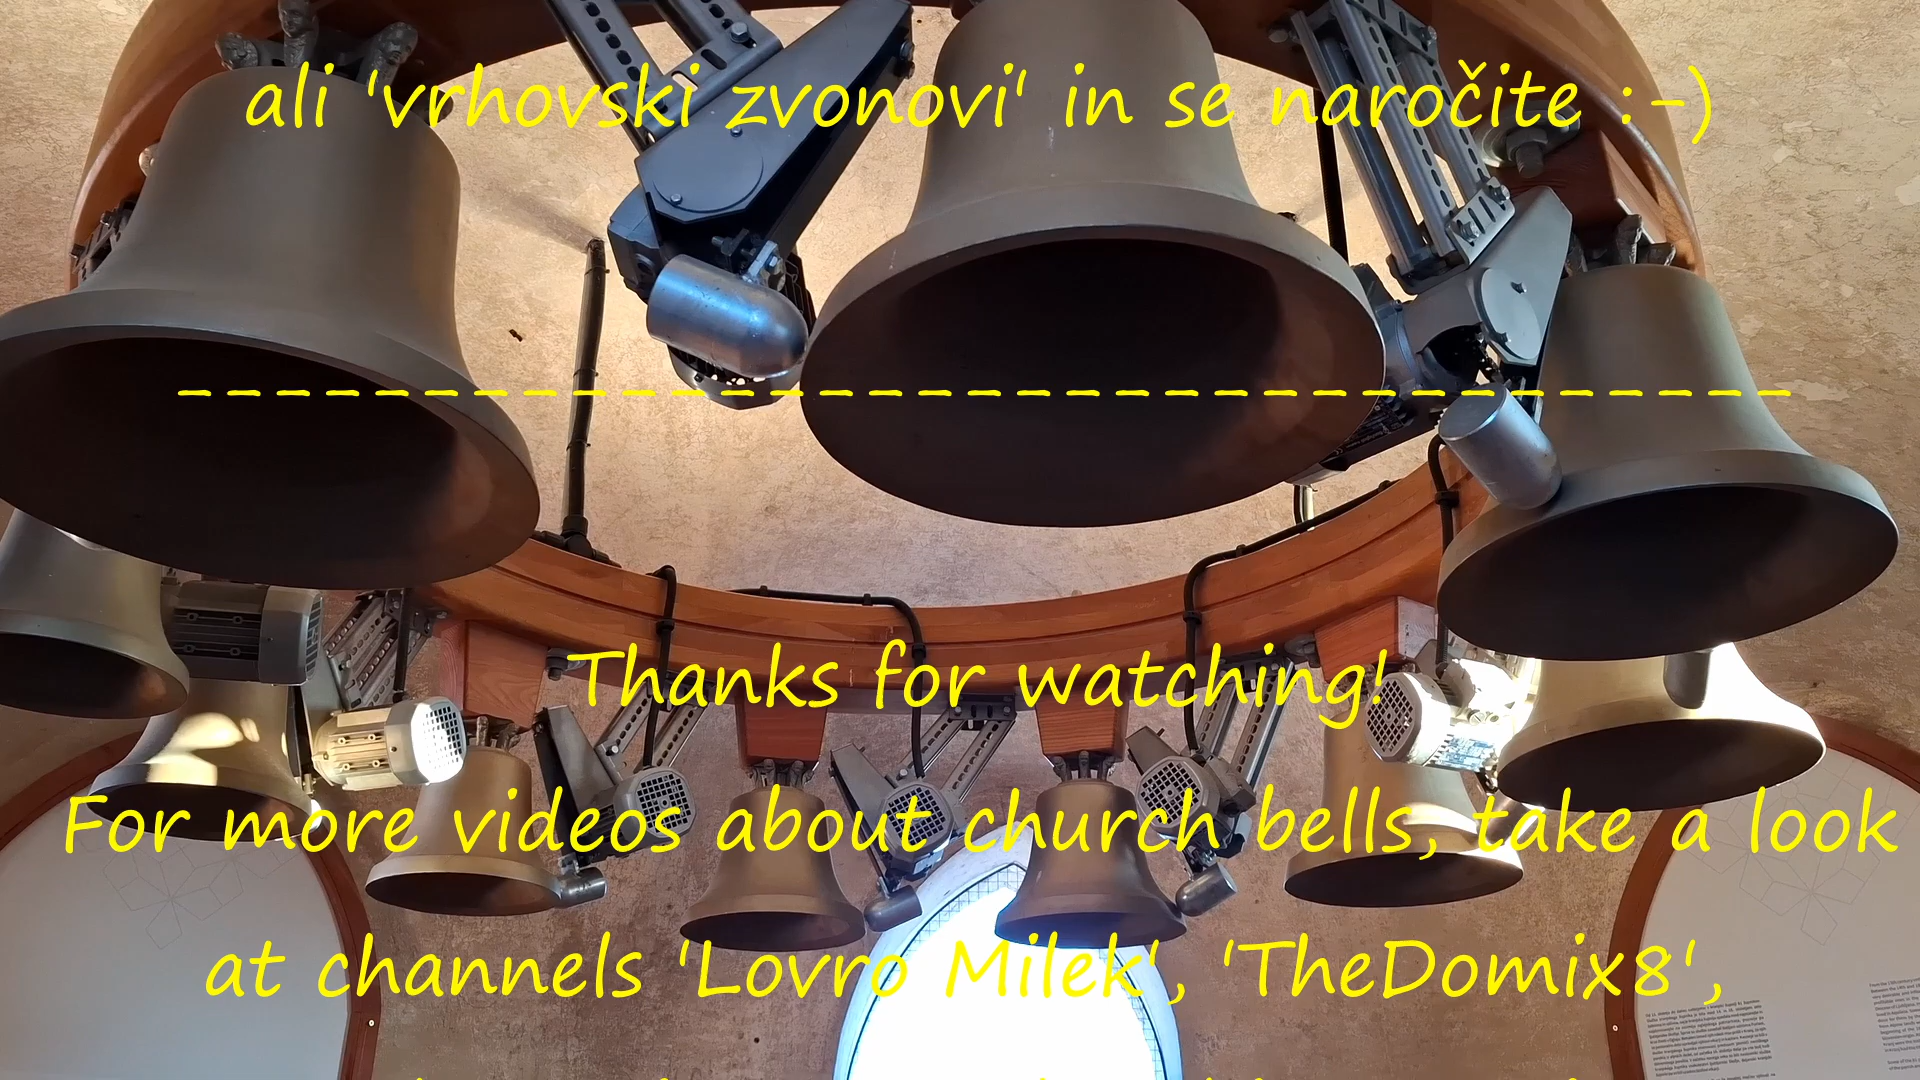 ali 'vrhovski zvonovi' in se naročite :-)
---------------------------------
Thanks for watching!
For more videos about church bells, take a look
at channels 'Lovro Milek', 'TheDomix8',